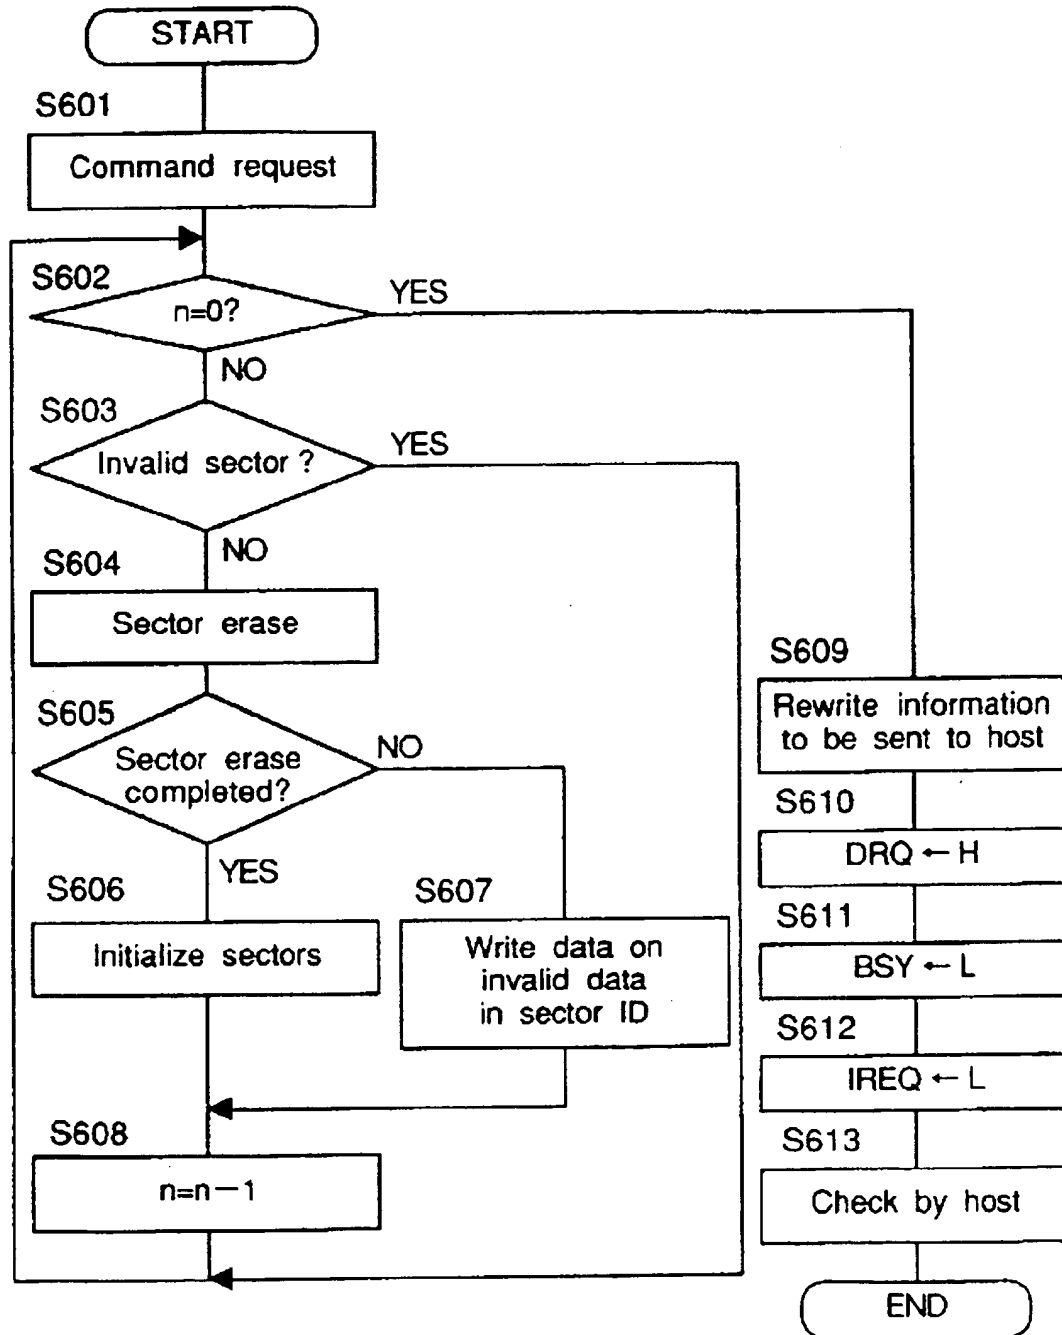 START
S601
Command request
S602
n=0?
YES
NO
S603
Invalid sector ?
YES
NO
S604
Sector erase
S605
Sector erase
completed?
NO
YES
S606
Initialize sectors
S607
Write data on
invalid data
in sector ID
S608
n=n−1
S609
Rewrite information
to be sent to host
S610
DRQ ← H
S611
BSY ← L
S612
IREQ ← L
S613
Check by host
END